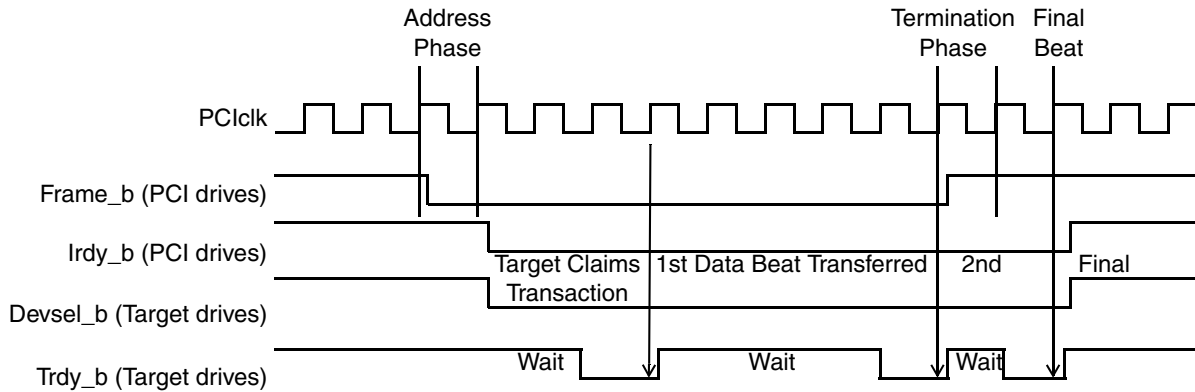 Address Phase
Termination Phase
Final Beat
PCIclk
Frame_b (PCI drives)
Irdy_b (PCI drives)
Target Claims Transaction
1st Data Beat Transferred
2nd
Final
Devsel_b (Target drives)
Wait
Wait
Wait
Trdy_b (Target drives)